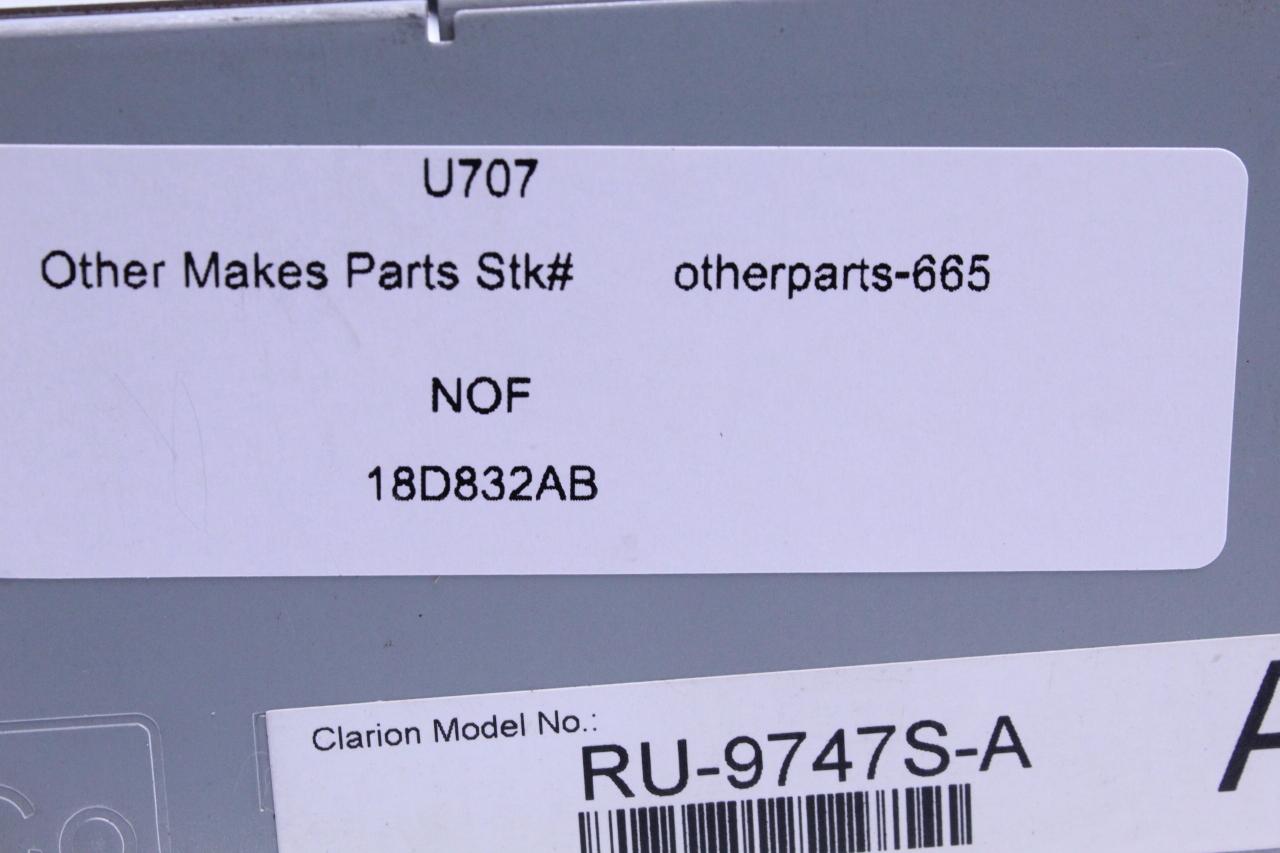 U707
Other Makes Parts Stk# otherparts-665
NOF
18D832AB
Clarion Model No.:
RU-9747S-A
A